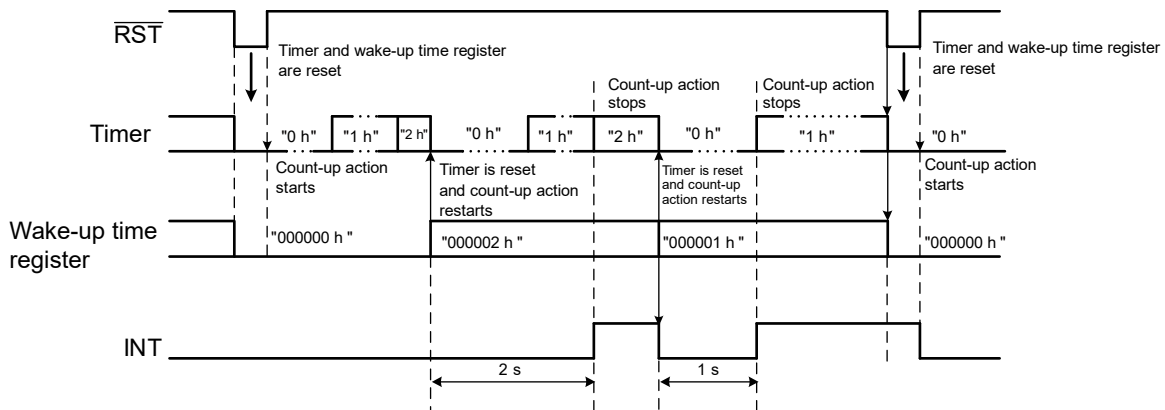 RST
Timer and wake-up time register
are reset
Timer and wake-up time register
are reset
Count-up action
stops
Count-up action
stops
Timer
"0 h"
"1 h"
"2 h"
"0 h"
"1 h"
"2 h"
"0 h"
"1 h"
"0 h"
Count-up action
starts
Timer is reset
and count-up action
restarts
Timer is reset
and count-up
action restarts
Count-up action
starts
Wake-up time
register
"000000 h "
"000002 h "
"000001 h "
"000000 h "
INT
2 s
1 s